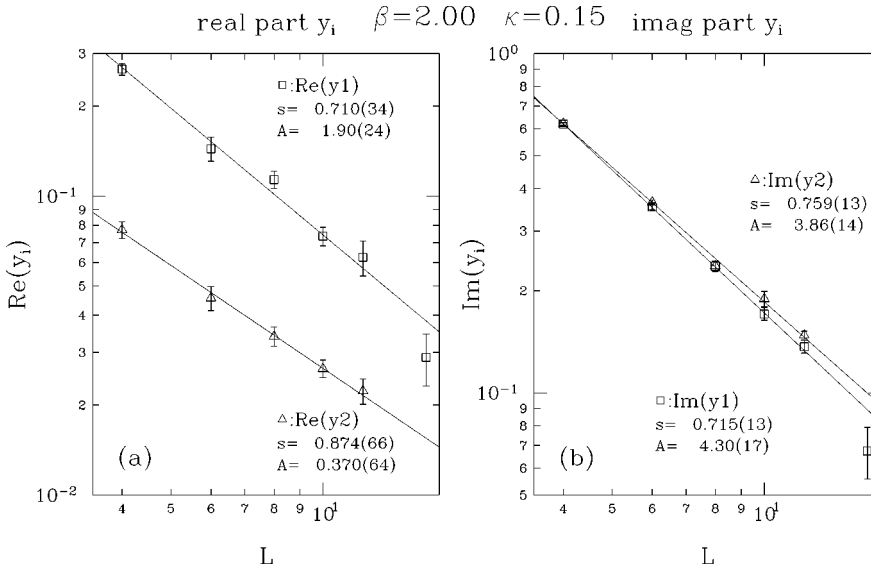 real part y_i β=2.00 κ=0.15 imag part y_i
3
2
10^-1
9
8
7
6
5
4
3
2
10^-2
Re(y_i)
□:Re(y1)
s= 0.710(34)
A= 1.90(24)
△:Re(y2)
s= 0.874(66)
A= 0.370(64)
(a)
4 5 6 7 8 9 10^1
L
10^0
9
8
7
6
5
4
3
2
10^-1
9
8
7
6
5
Im(y_i)
△:Im(y2)
s= 0.759(13)
A= 3.86(14)
□:Im(y1)
s= 0.715(13)
A= 4.30(17)
(b)
4 5 6 7 8 9 10^1
L